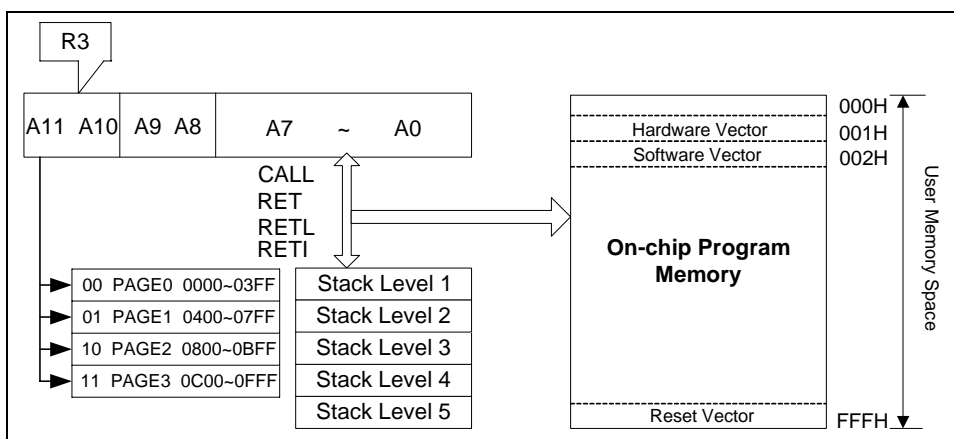 R3
A11 A10 A9 A8 A7 ~ A0
CALL
RET
RETL
RETI
00 PAGE0 0000~03FF
01 PAGE1 0400~07FF
10 PAGE2 0800~0BFF
11 PAGE3 0C00~0FFF
Stack Level 1
Stack Level 2
Stack Level 3
Stack Level 4
Stack Level 5
000H
Hardware Vector 001H
Software Vector 002H
On-chip Program
Memory
Reset Vector FFFH
User Memory Space